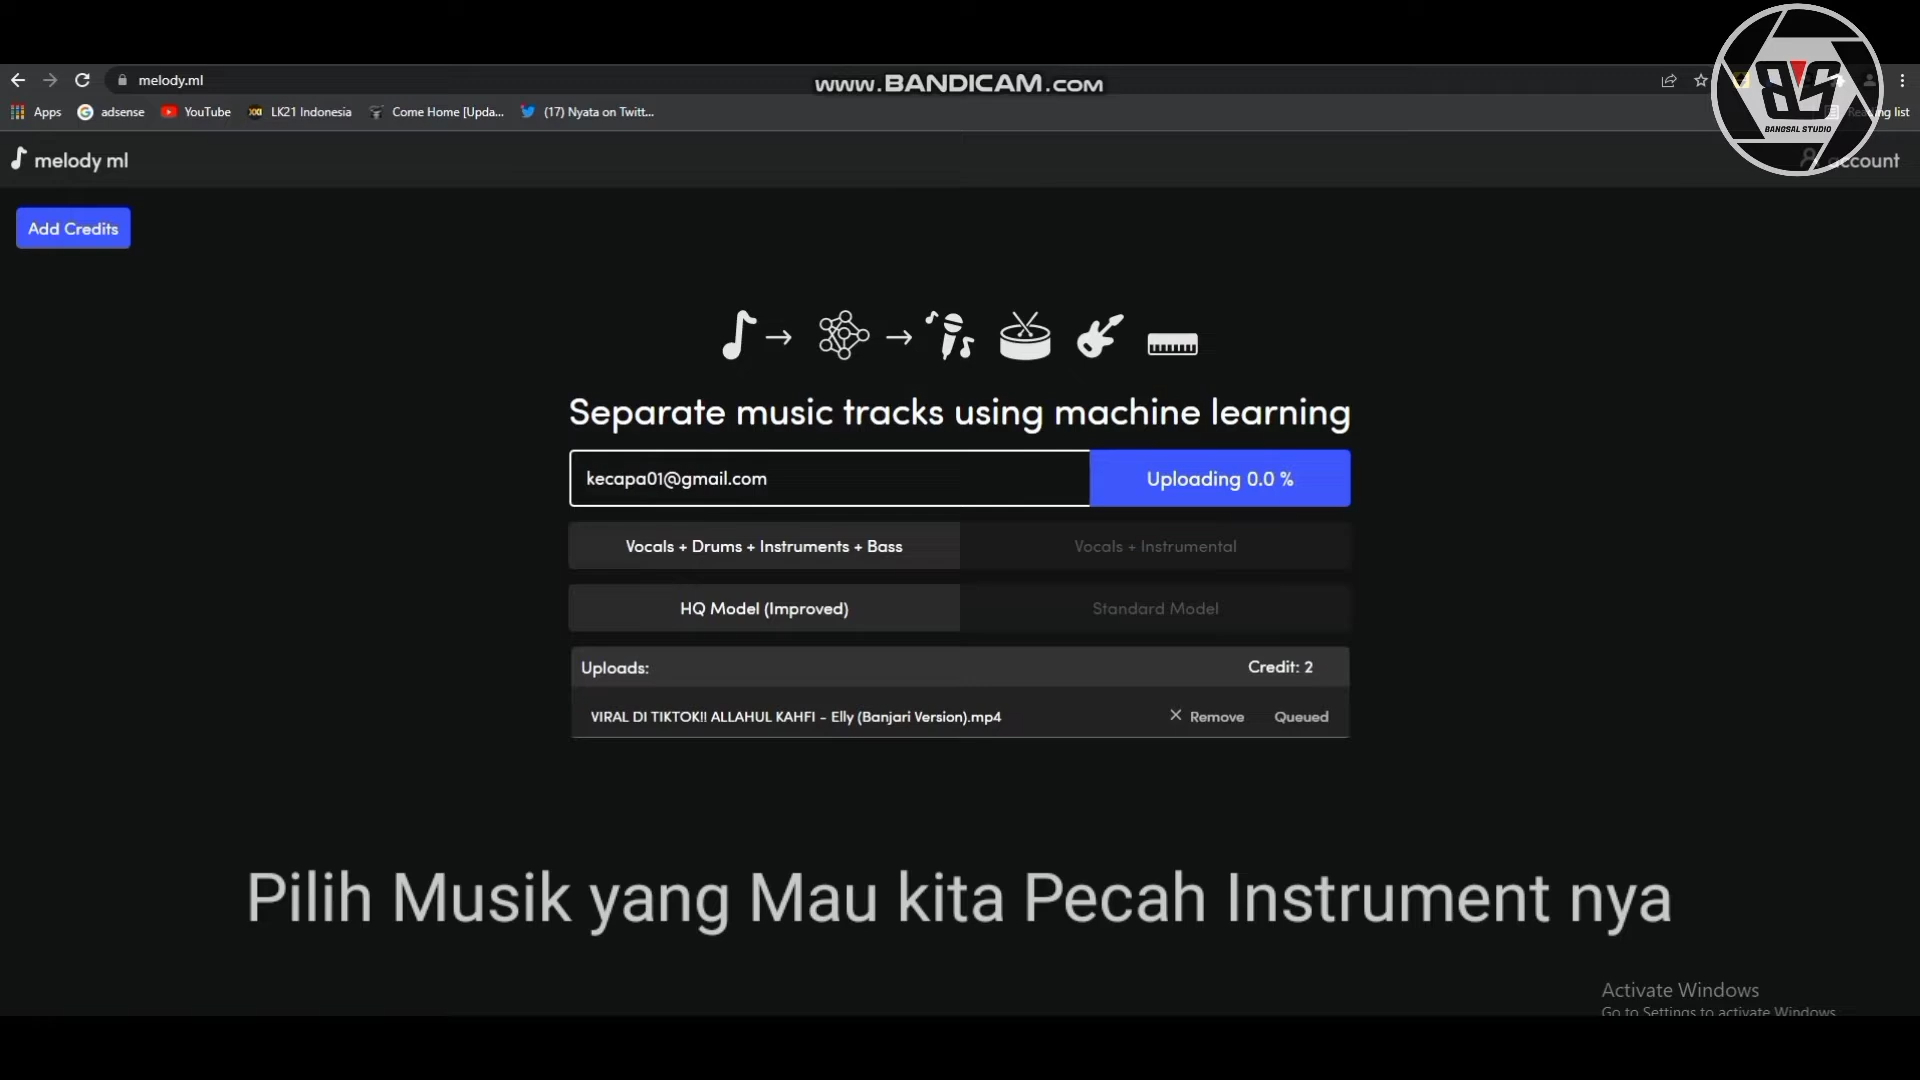 melody.ml
www.BANDICAM.com
Apps
adsense
YouTube
LK21 Indonesia
Come Home [Upda...
(17) Nyata on Twitt...
Reading list
BANGSAL STUDIO
melody ml
account
Add Credits
Separate music tracks using machine learning
kecapa01@gmail.com
Uploading 0.0 %
Vocals + Drums + Instruments + Bass
Vocals + Instrumental
HQ Model (Improved)
Standard Model
Uploads:
Credit: 2
VIRAL DI TIKTOK!! ALLAHUL KAHFI - Elly (Banjari Version).mp4
Remove
Queued
Pilih Musik yang Mau kita Pecah Instrument nya
Activate Windows
Go to Settings to activate Windows.